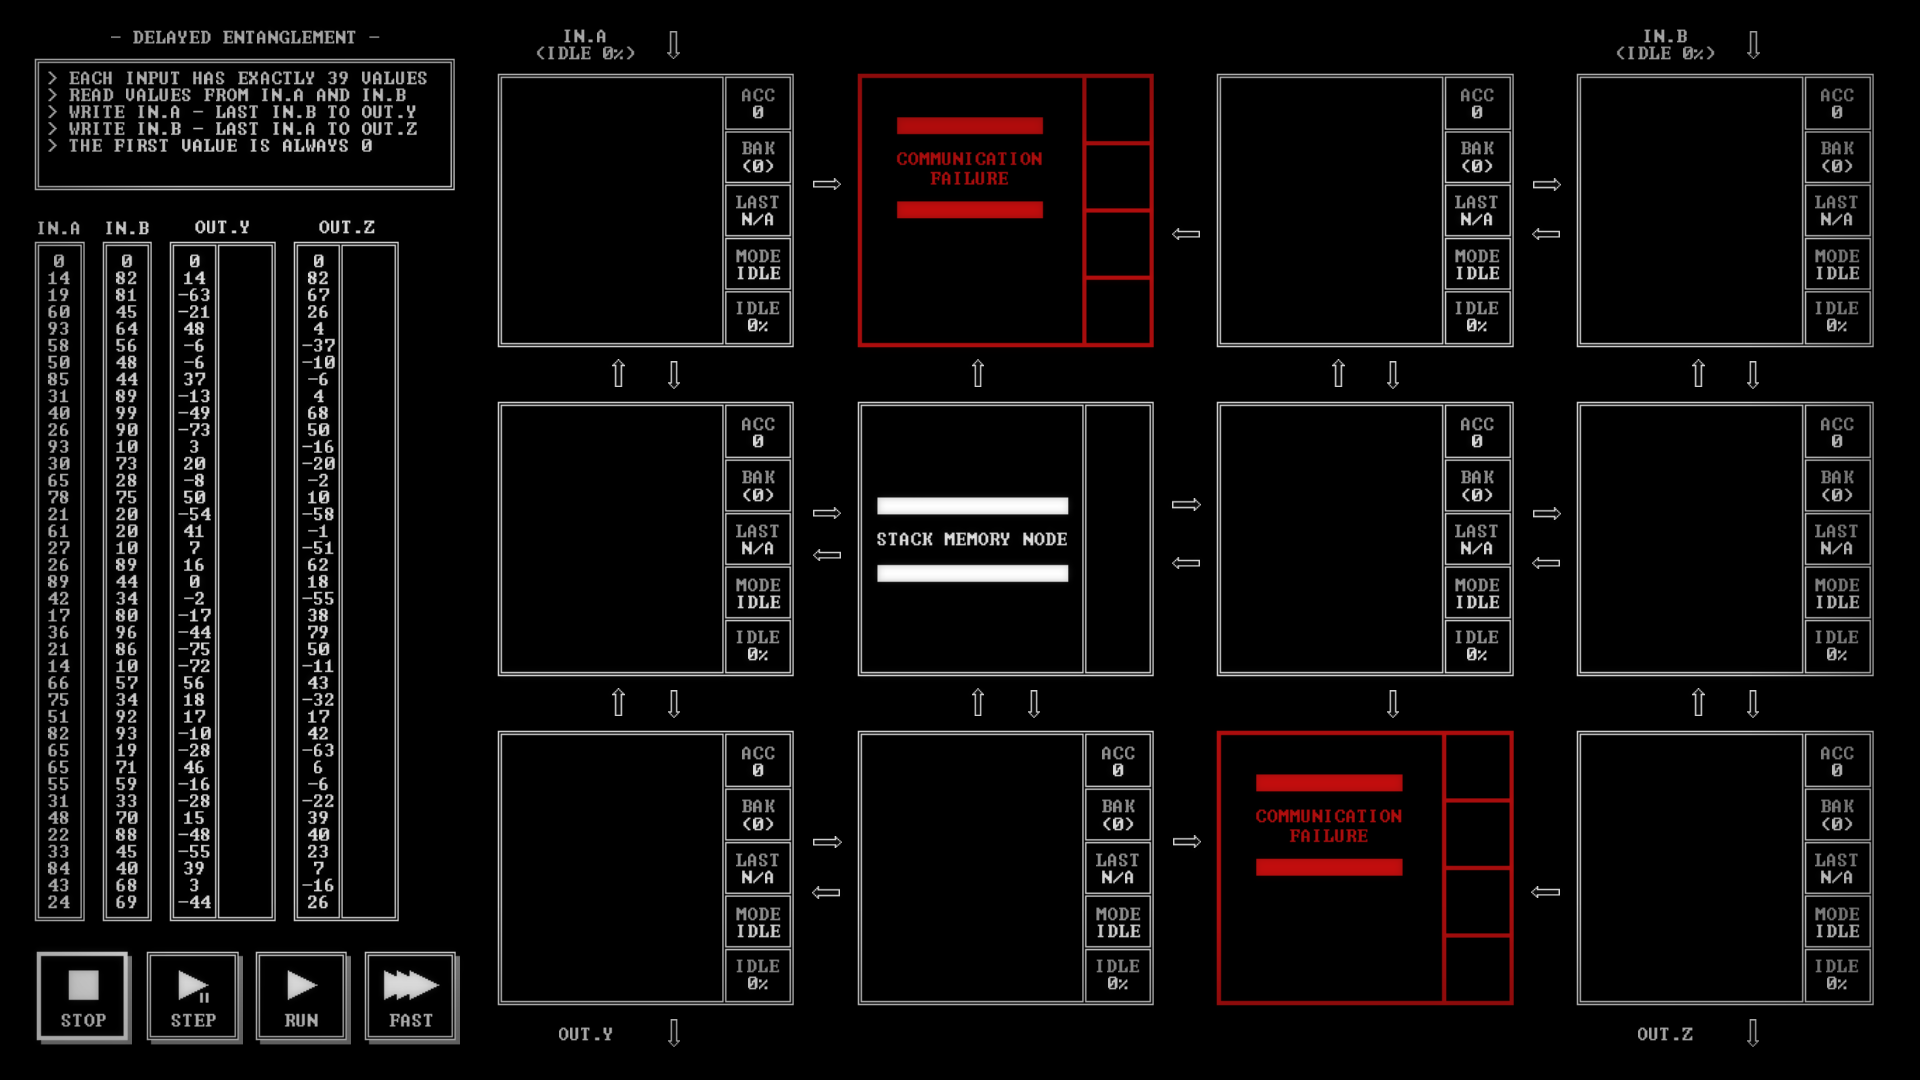 - DELAYED ENTANGLEMENT -
> EACH INPUT HAS EXACTLY 39 VALUES
> READ VALUES FROM IN.A AND IN.B
> WRITE IN.A - LAST IN.B TO OUT.Y
> WRITE IN.B - LAST IN.A TO OUT.Z
> THE FIRST VALUE IS ALWAYS 0
IN.A IN.B OUT.Y OUT.Z
0 0 0 0
14 82 14 82
19 81 -63 67
60 45 -21 26
93 64 48 4
58 56 -6 -37
50 48 -6 -10
85 44 37 -6
31 89 -13 4
40 99 -49 68
26 90 -73 50
93 10 3 -16
30 73 20 -20
65 28 -8 -2
78 75 50 10
21 20 -54 -58
61 20 41 -1
27 10 7 -51
26 89 16 62
89 44 0 18
42 34 -2 -55
17 80 -17 38
36 96 -44 79
21 86 -75 50
14 10 -72 -11
66 57 56 43
75 34 18 -32
51 92 17 17
82 93 -10 42
65 19 -28 -63
65 71 46 6
55 59 -16 -6
31 33 -28 -22
48 70 15 39
22 88 -48 40
33 45 -55 23
84 40 39 7
43 68 3 -16
24 69 -44 26
STOP STEP RUN FAST
IN.A
(IDLE 0%)
IN.B
(IDLE 0%)
ACC
0
BAK
(0)
LAST
N/A
MODE
IDLE
IDLE
0%
COMMUNICATION
FAILURE
ACC
0
BAK
(0)
LAST
N/A
MODE
IDLE
IDLE
0%
ACC
0
BAK
(0)
LAST
N/A
MODE
IDLE
IDLE
0%
ACC
0
BAK
(0)
LAST
N/A
MODE
IDLE
IDLE
0%
STACK MEMORY NODE
ACC
0
BAK
(0)
LAST
N/A
MODE
IDLE
IDLE
0%
ACC
0
BAK
(0)
LAST
N/A
MODE
IDLE
IDLE
0%
ACC
0
BAK
(0)
LAST
N/A
MODE
IDLE
IDLE
0%
ACC
0
BAK
(0)
LAST
N/A
MODE
IDLE
IDLE
0%
COMMUNICATION
FAILURE
ACC
0
BAK
(0)
LAST
N/A
MODE
IDLE
IDLE
0%
OUT.Y
OUT.Z